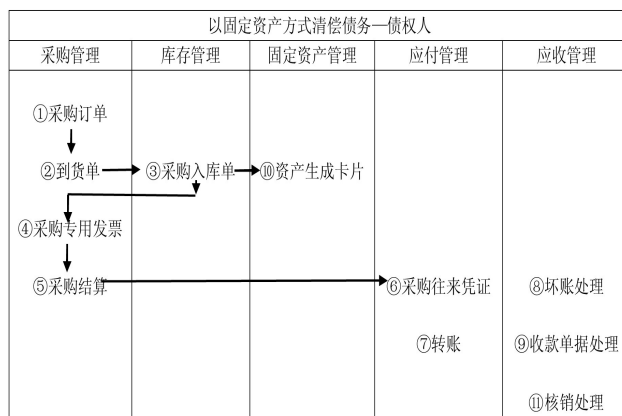 以固定资产方式清偿债务—债权人
采购管理 库存管理 固定资产管理 应付管理 应收管理
①采购订单
②到货单 ③采购入库单 ⑩资产生成卡片
④采购专用发票
⑤采购结算 ⑥采购往来凭证 ⑧坏账处理
⑦转账 ⑨收款单据处理
⑪核销处理